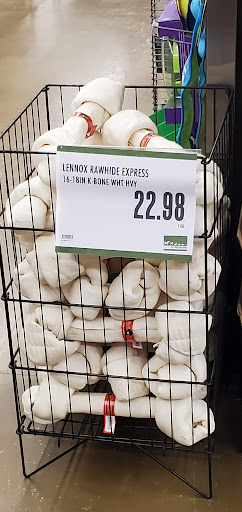 LENNOX RAWHIDE EXPRESS
16-18IN K-BONE WHT HVY
22.98